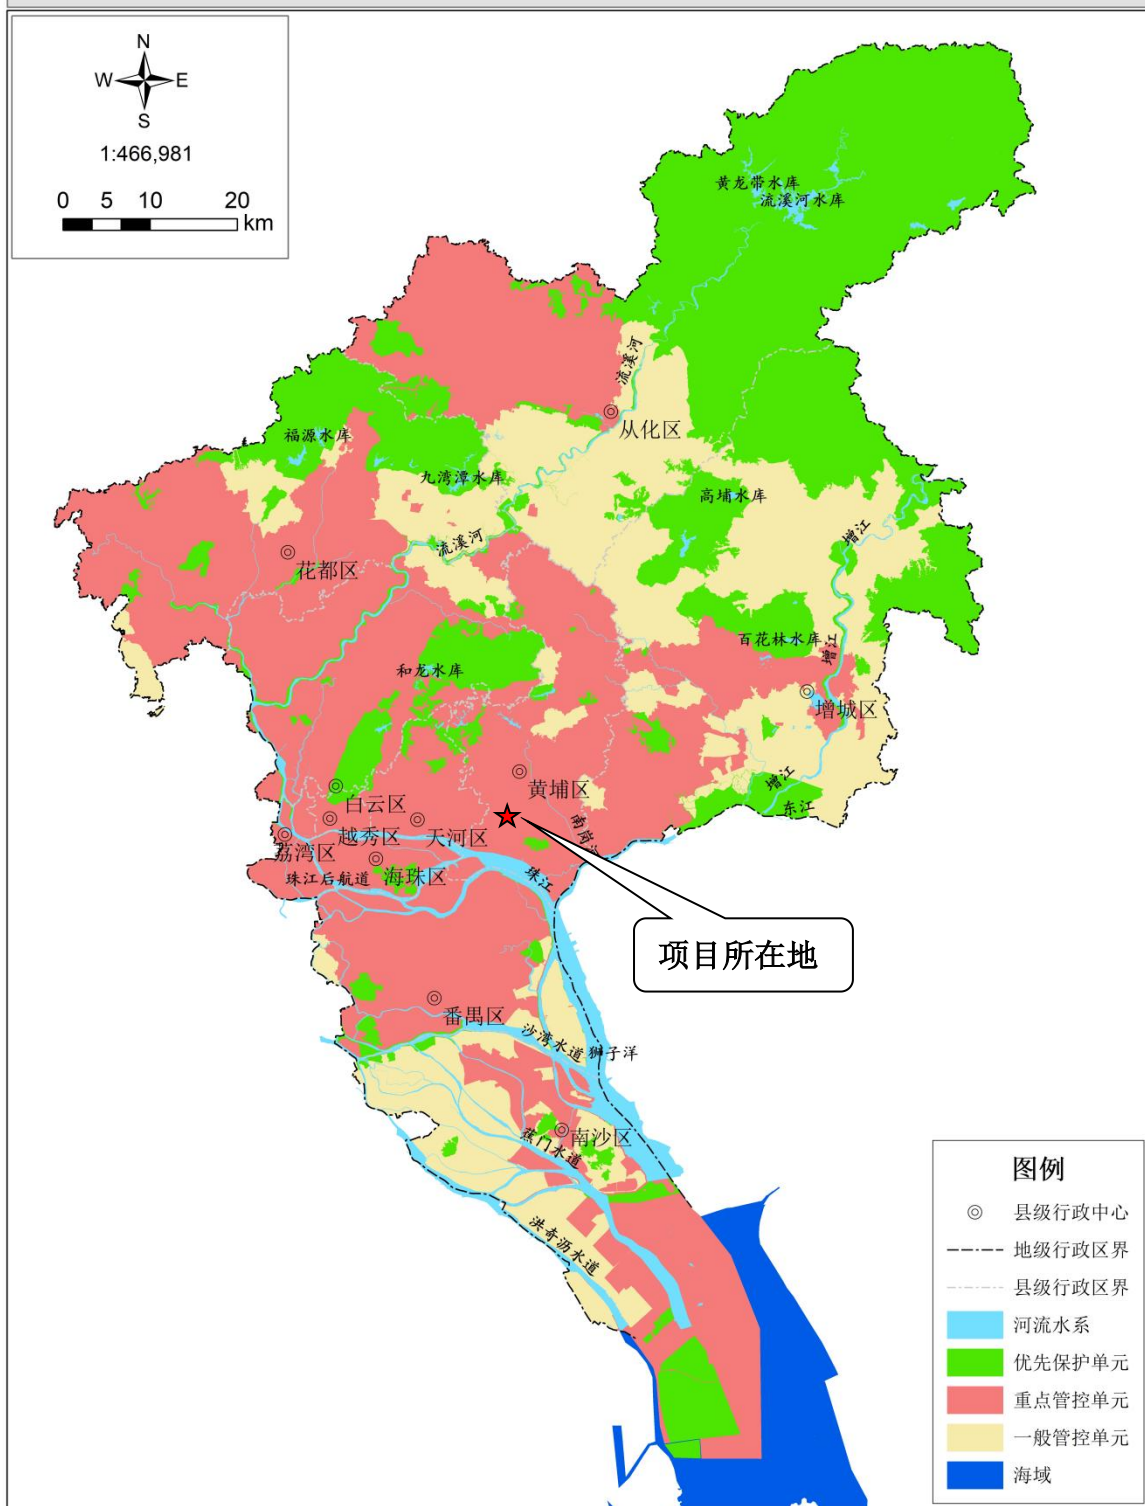 N
W E
S
1:466,981
0 5 10 20
km
黄龙带水库
流溪河水库
流溪河
从化区
福源水库
九湾潭水库
高埔水库
增江
流溪河
花都区
百花林水库
增江
和龙水库
增城区
黄埔区
增江
东江
白云区
越秀区
天河区
南岗河
荔湾区
海珠区
珠江后航道
珠江
项目所在地
番禺区
沙湾水道
狮子洋
南沙区
蕉门水道
洪奇沥水道
图例
县级行政中心
地级行政区界
县级行政区界
河流水系
优先保护单元
重点管控单元
一般管控单元
海域